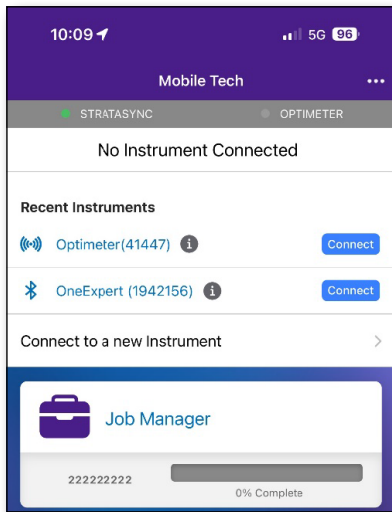 10:09 5G 96
Mobile Tech ...
STRATASYNC OPTIMETER
No Instrument Connected
Recent Instruments
Optimeter(41447) i Connect
OneExpert (1942156) i Connect
Connect to a new Instrument >
Job Manager
222222222
0% Complete